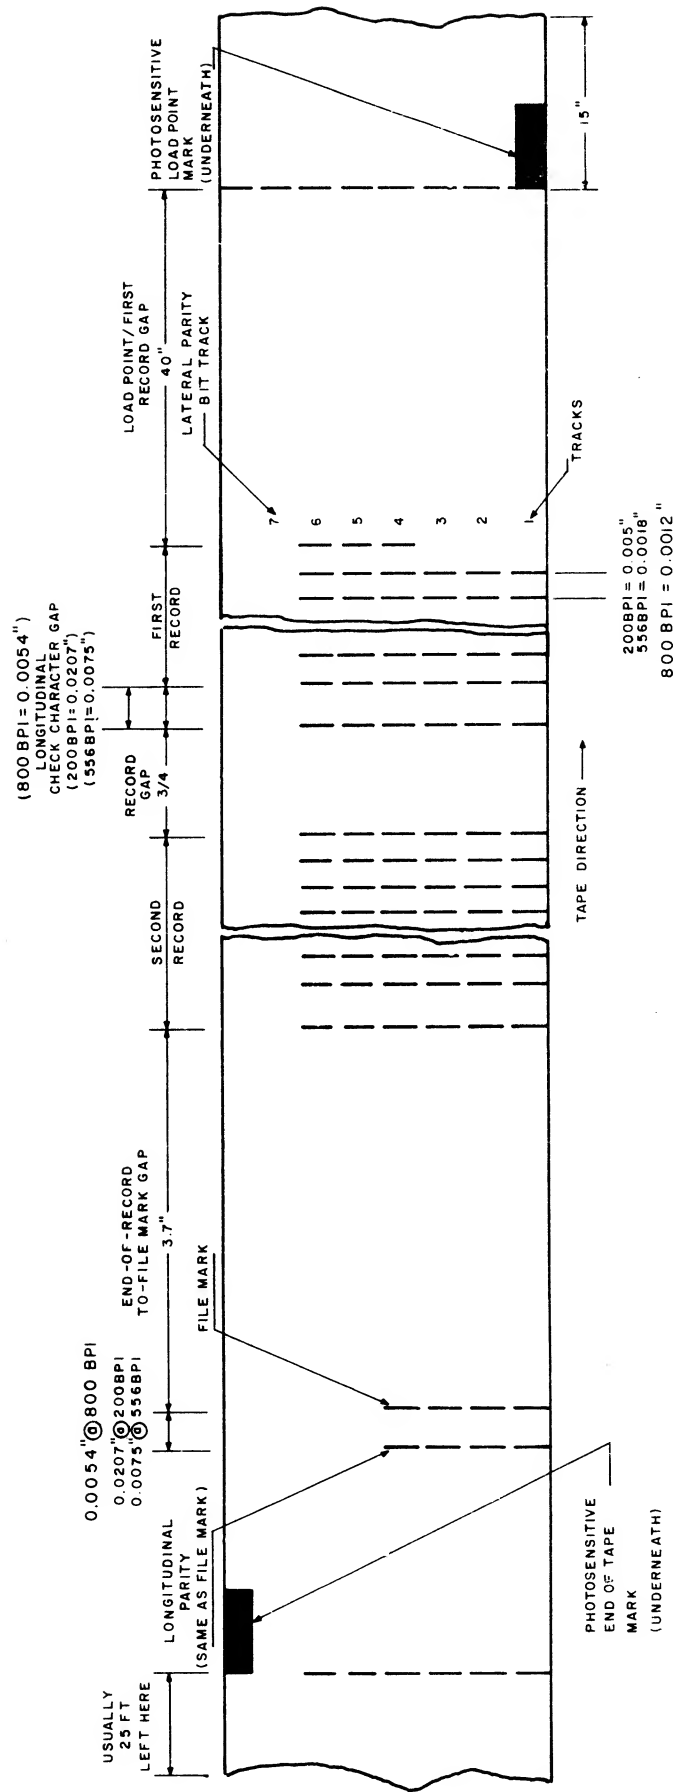 USUALLY
25 FT
LEFT HERE
0.0054" @ 800 BPI
0.0207" @ 200BPI
0.0075" @ 556BPI
LONGITUDINAL
PARITY
(SAME AS FILE MARK)
END-OF-RECORD
TO-FILE MARK GAP
3.7"
FILE MARK
SECOND
RECORD
RECORD
GAP
3/4
(800 BPI = 0.0054")
LONGITUDINAL
CHECK CHARACTER GAP
(200 BPI = 0.0207")
(556 BPI = 0.0075")
FIRST
RECORD
LOAD POINT/FIRST
RECORD GAP
40"
LATERAL PARITY
BIT TRACK
PHOTOSENSITIVE
LOAD POINT
MARK
(UNDERNEATH)
7
6
5
4
3
2
1
TRACKS
15"
PHOTOSENSITIVE
END OF TAPE
MARK
(UNDERNEATH)
TAPE DIRECTION
200BPI = 0.005"
556BPI = 0.0018"
800 BPI = 0.0012"